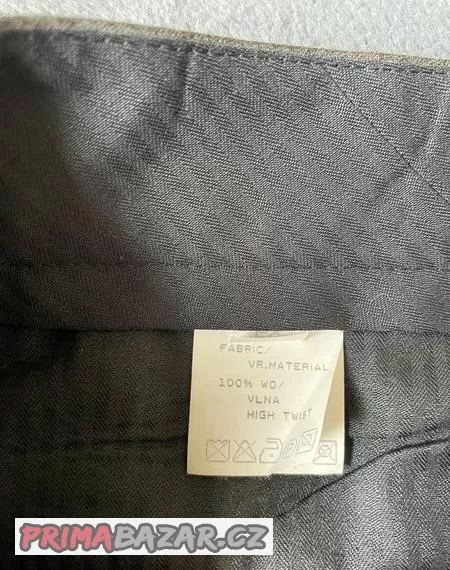 FABRIC/
VR.MATERIAL
100% WO/
VLNA
HIGH TWIST
PRIMABAZAR.CZ